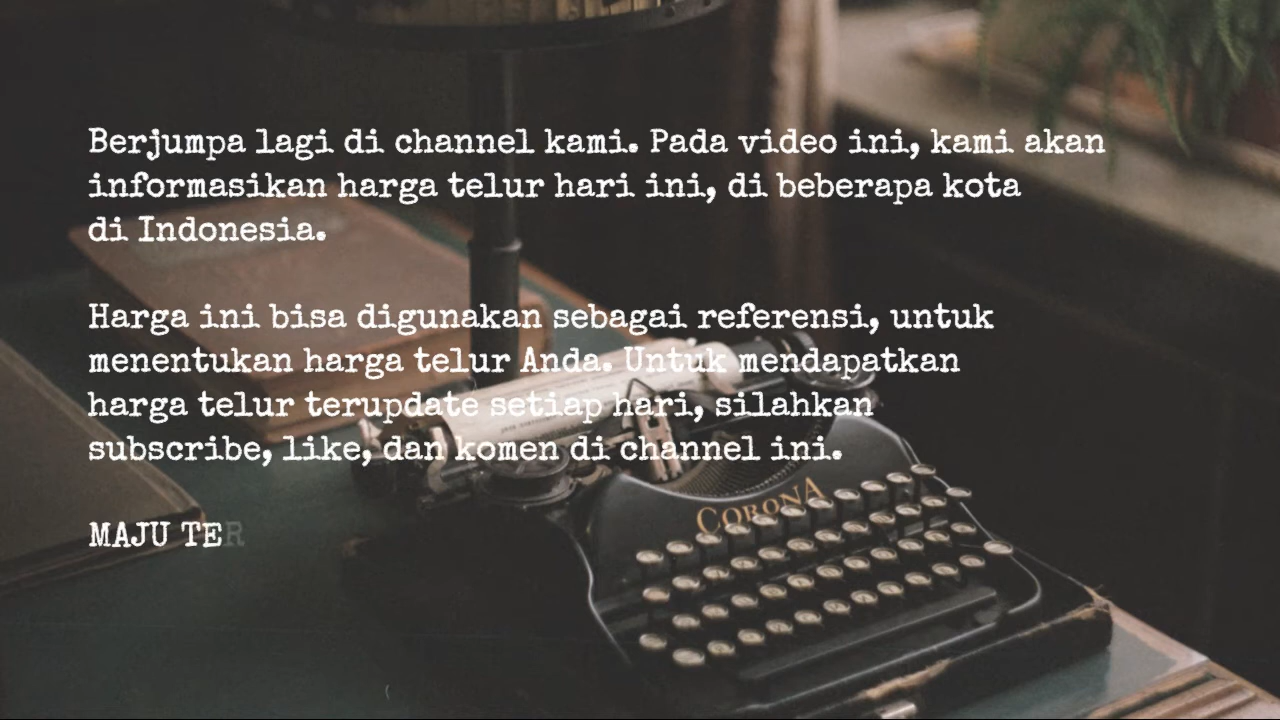 Berjumpa lagi di channel kami. Pada video ini, kami akan
informasikan harga telur hari ini, di beberapa kota
di Indonesia.
Harga ini bisa digunakan sebagai referensi, untuk
menentukan harga telur Anda. Untuk mendapatkan
harga telur terupdate setiap hari, silahkan
subscribe, like, dan komen di channel ini.
MAJU TER
CORONA